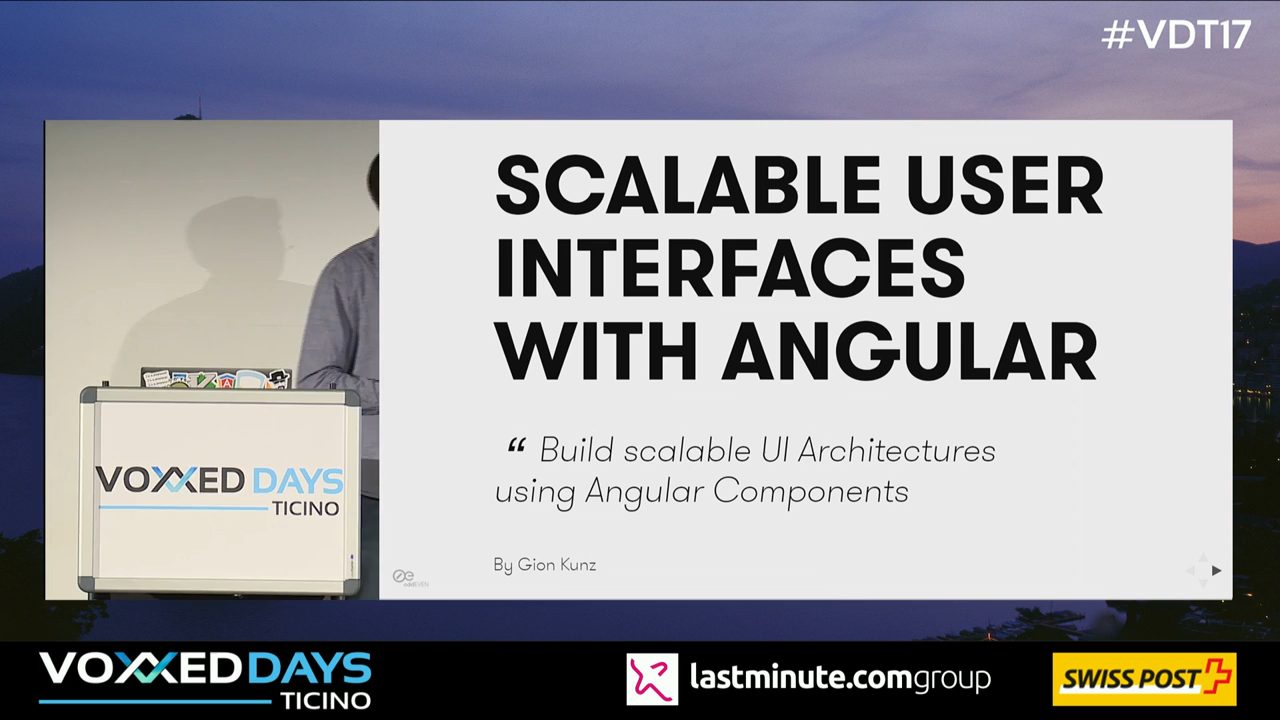 #VDT17
SCALABLE USER
INTERFACES
WITH ANGULAR
“ Build scalable UI Architectures
using Angular Components
By Gion Kunz
VOXXED DAYS
TICINO
VOXXED DAYS
TICINO
lastminute.comgroup
SWISS POST